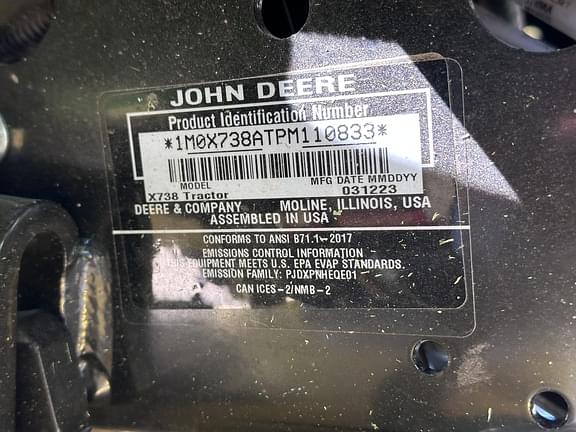 JOHN DEERE
Product Identification Number
*1M0X738ATPM110833*
MODEL MFG DATE MMDDYY
X738 Tractor 031223
DEERE & COMPANY MOLINE, ILLINOIS, USA
ASSEMBLED IN USA
CONFORMS TO ANSI B71.1-2017
EMISSIONS CONTROL INFORMATION
THIS EQUIPMENT MEETS U.S. EPA EVAP STANDARDS.
EMISSION FAMILY: PJDXPNHEQE01
CAN ICES-2/NMB-2